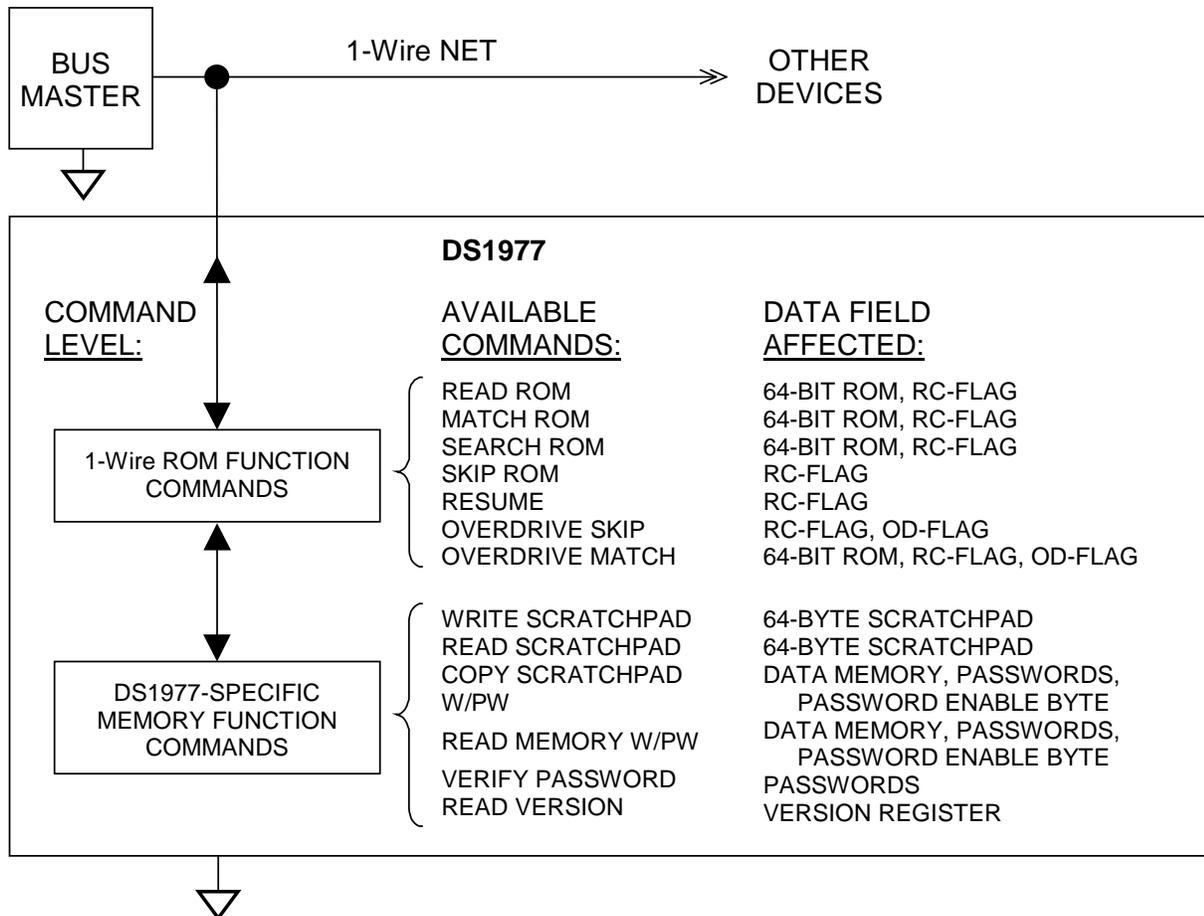 BUS
MASTER
1-Wire NET
OTHER
DEVICES
DS1977
COMMAND
LEVEL:
AVAILABLE
COMMANDS:
DATA FIELD
AFFECTED:
1-Wire ROM FUNCTION
COMMANDS
READ ROM 64-BIT ROM, RC-FLAG
MATCH ROM 64-BIT ROM, RC-FLAG
SEARCH ROM 64-BIT ROM, RC-FLAG
SKIP ROM RC-FLAG
RESUME RC-FLAG
OVERDRIVE SKIP RC-FLAG, OD-FLAG
OVERDRIVE MATCH 64-BIT ROM, RC-FLAG, OD-FLAG
DS1977-SPECIFIC
MEMORY FUNCTION
COMMANDS
WRITE SCRATCHPAD 64-BYTE SCRATCHPAD
READ SCRATCHPAD 64-BYTE SCRATCHPAD
COPY SCRATCHPAD DATA MEMORY, PASSWORDS,
W/PW PASSWORD ENABLE BYTE
READ MEMORY W/PW DATA MEMORY, PASSWORDS,
PASSWORD ENABLE BYTE
VERIFY PASSWORD PASSWORDS
READ VERSION VERSION REGISTER